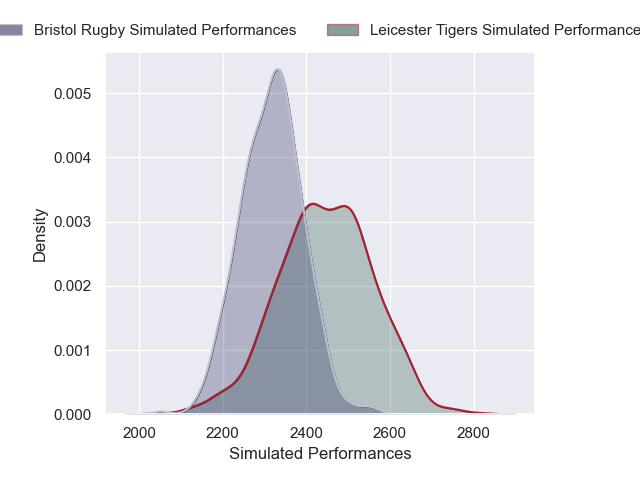 Bristol Rugby Simulated Performances
Leicester Tigers Simulated Performance
0.005
0.004
0.003
0.002
0.001
0.000
Density
2000 2200 2400 2600 2800
Simulated Performances